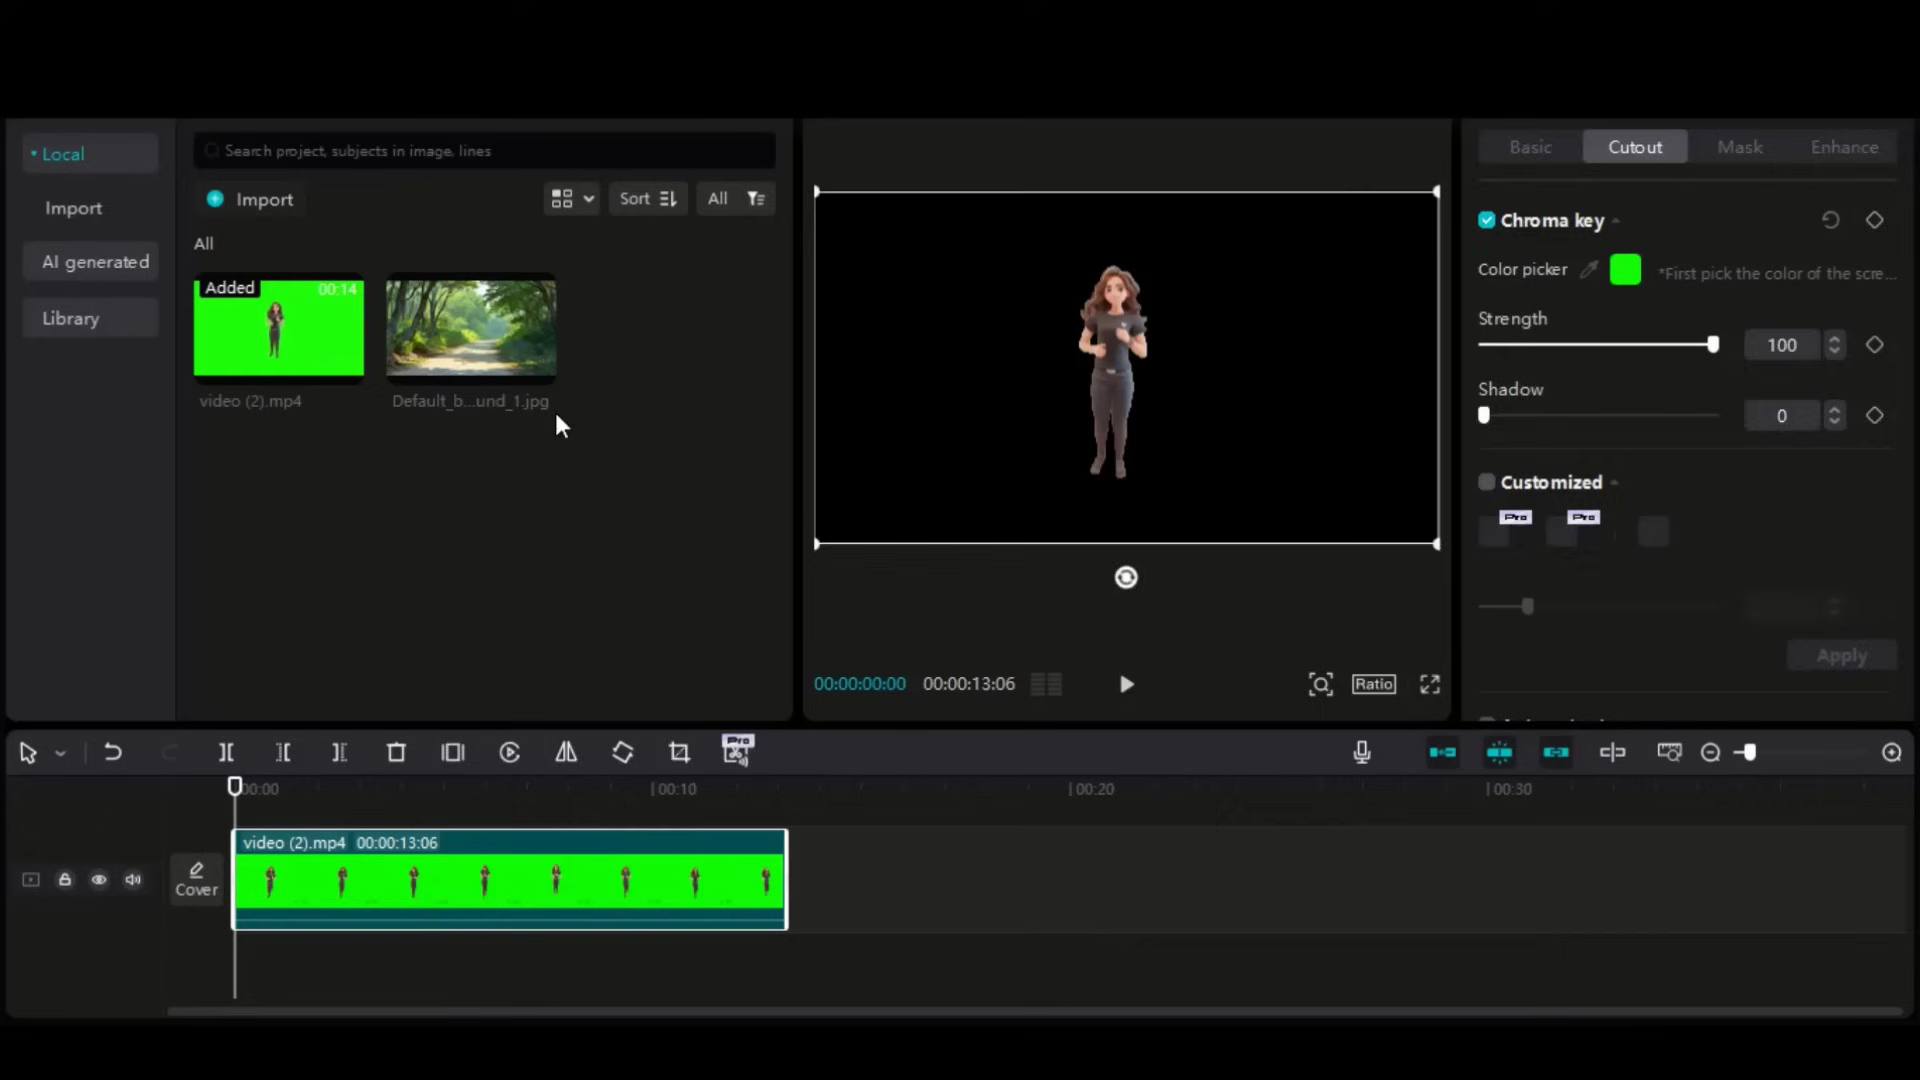 Local
Import
AI generated
Library
Search project, subjects in image, lines
Import
Sort
All
All
Added
00:14
video (2).mp4
Default_b...und_1.jpg
00:00:00:00
00:00:13:06
Ratio
Basic
Cutout
Mask
Enhance
Chroma key
Color picker
*First pick the color of the scre...
Strength
100
Shadow
0
Customized
Pro
Pro
Apply
Pro
00:00
00:10
00:20
00:30
Cover
video (2).mp4 00:00:13:06